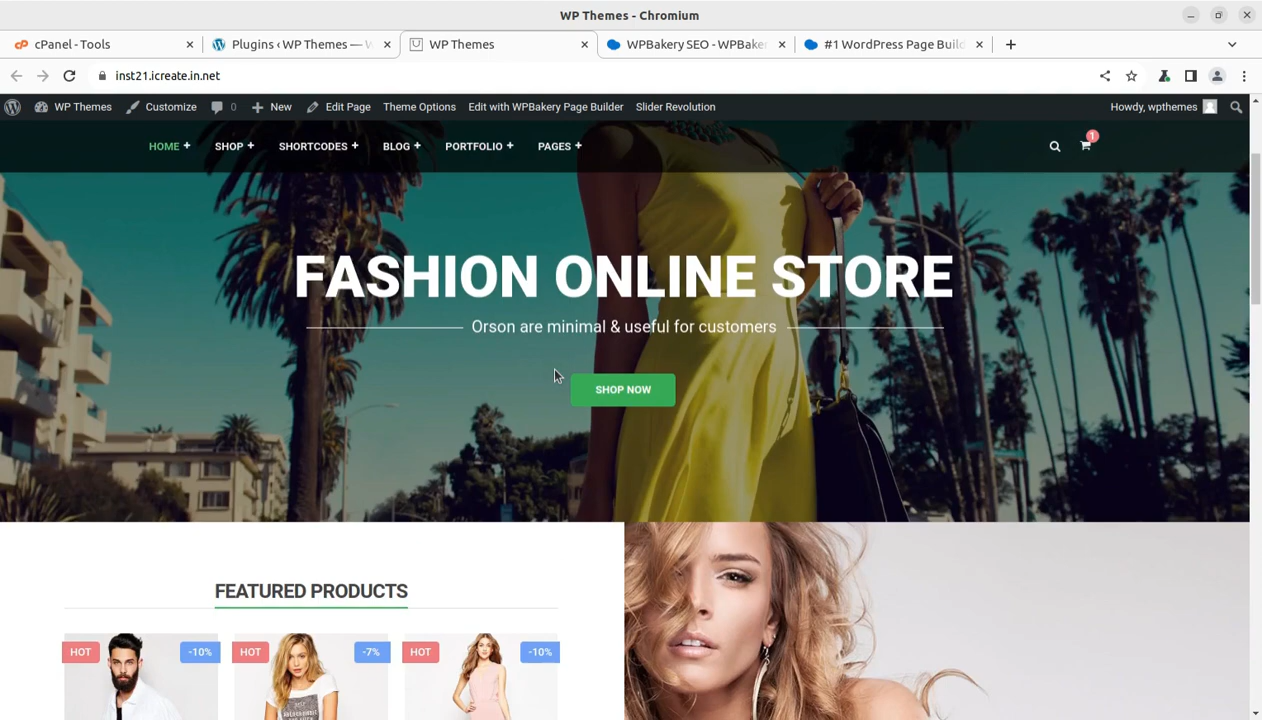 WP Themes - Chromium
cPanel - Tools
Plugins ‹ WP Themes — W
WP Themes
WPBakery SEO - WPBake
#1 WordPress Page Buil
inst21.icreate.in.net
WP Themes
Customize
0
New
Edit Page
Theme Options
Edit with WPBakery Page Builder
Slider Revolution
Howdy, wpthemes
HOME +
SHOP +
SHORTCODES +
BLOG +
PORTFOLIO +
PAGES +
1
FASHION ONLINE STORE
Orson are minimal & useful for customers
SHOP NOW
FEATURED PRODUCTS
HOT
-10%
HOT
-7%
HOT
-10%